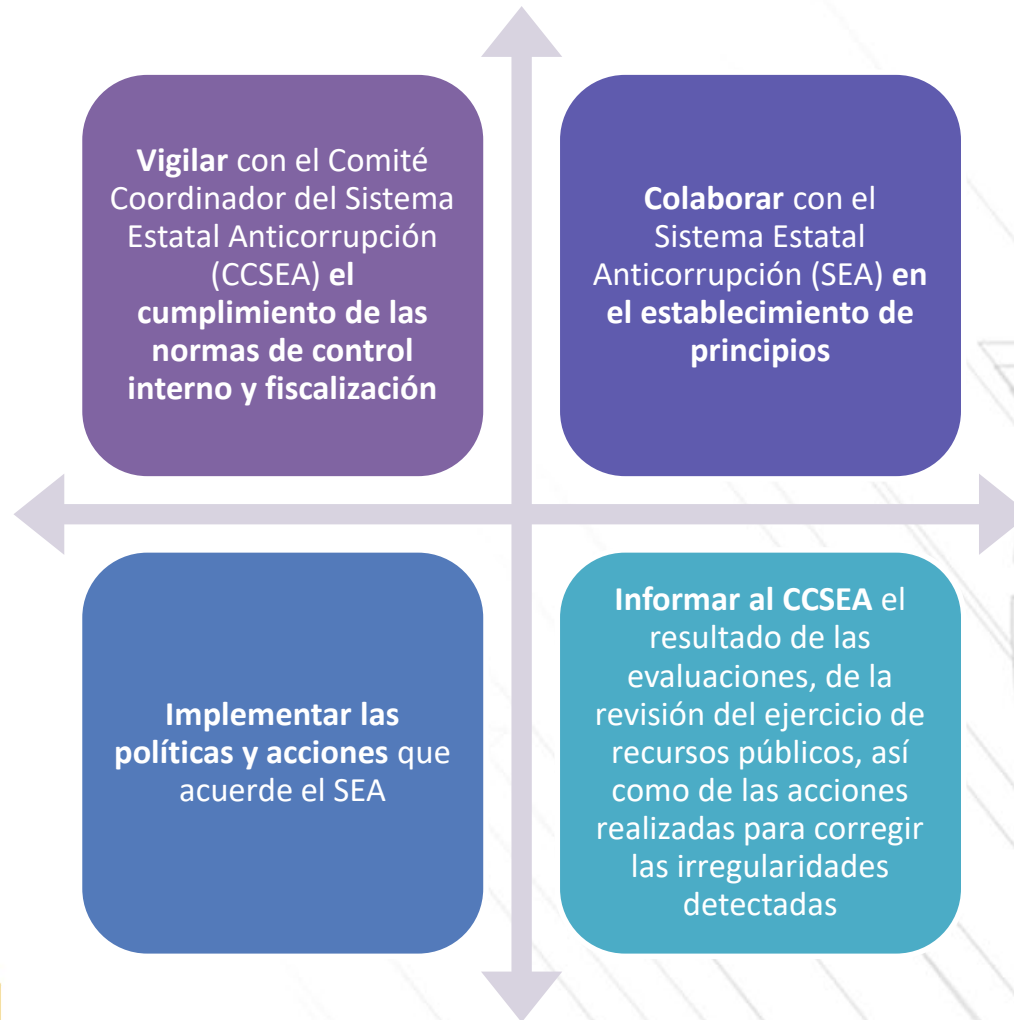 Vigilar con el Comité
Coordinador del Sistema
Estatal Anticorrupción
(CCSEA) el
cumplimiento de las
normas de control
interno y fiscalización
Colaborar con el
Sistema Estatal
Anticorrupción (SEA) en
el establecimiento de
principios
Implementar las
políticas y acciones que
acuerde el SEA
Informar al CCSEA el
resultado de las
evaluaciones, de la
revisión del ejercicio de
recursos públicos, así
como de las acciones
realizadas para corregir
las irregularidades
detectadas